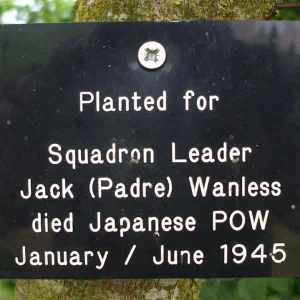 Planted for
Squadron Leader
Jack (Padre) Wanless
died Japanese POW
January / June 1945